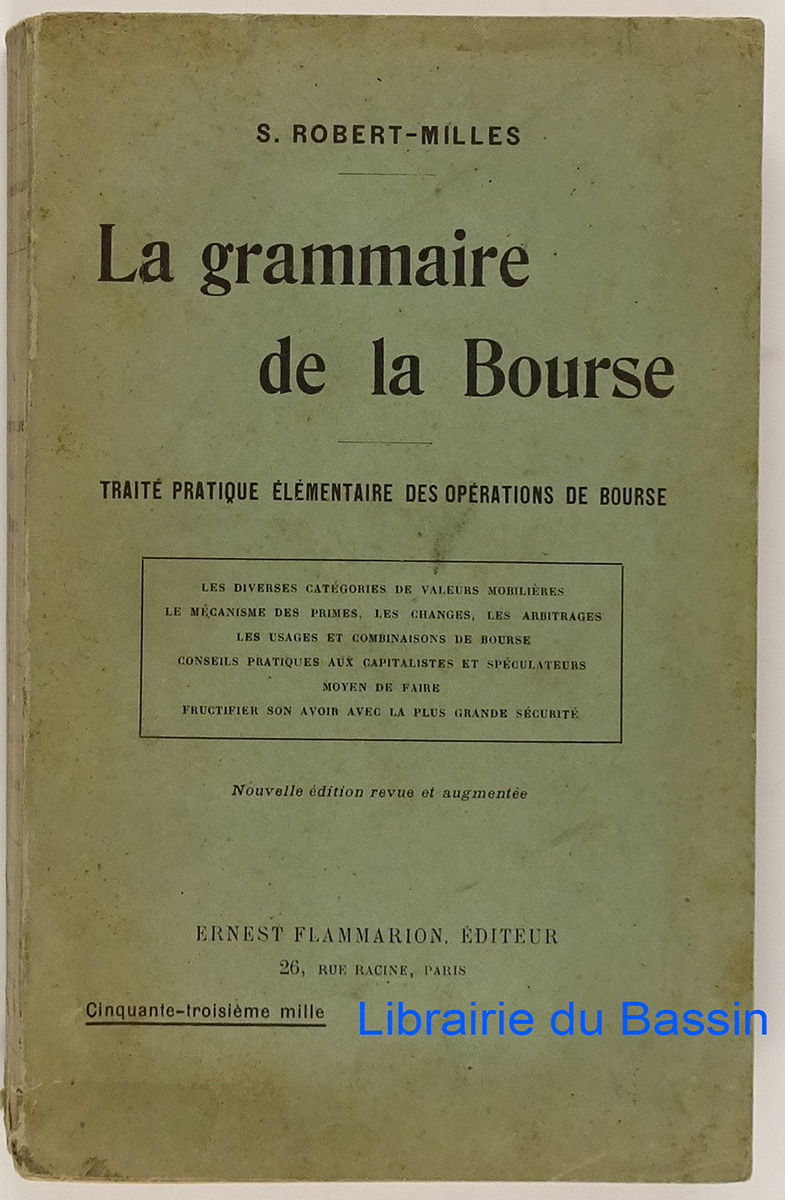 S. ROBERT-MILLES
La grammaire
de la Bourse
TRAITÉ PRATIQUE ÉLÉMENTAIRE DES OPÉRATIONS DE BOURSE
LES DIVERSES CATÉGORIES DE VALEURS MOBILIÈRES
LE MÉCANISME DES PRIMES, LES CHANGES, LES ARBITRAGES
LES USAGES ET COMBINAISONS DE BOURSE
CONSEILS PRATIQUES AUX CAPITALISTES ET SPÉCULATEURS
MOYEN DE FAIRE
FRUCTIFIER SON AVOIR AVEC LA PLUS GRANDE SÉCURITÉ
Nouvelle édition revue et augmentée
ERNEST FLAMMARION, ÉDITEUR
26, RUE RACINE, PARIS
Cinquante-troisième mille
Librairie du Bassin